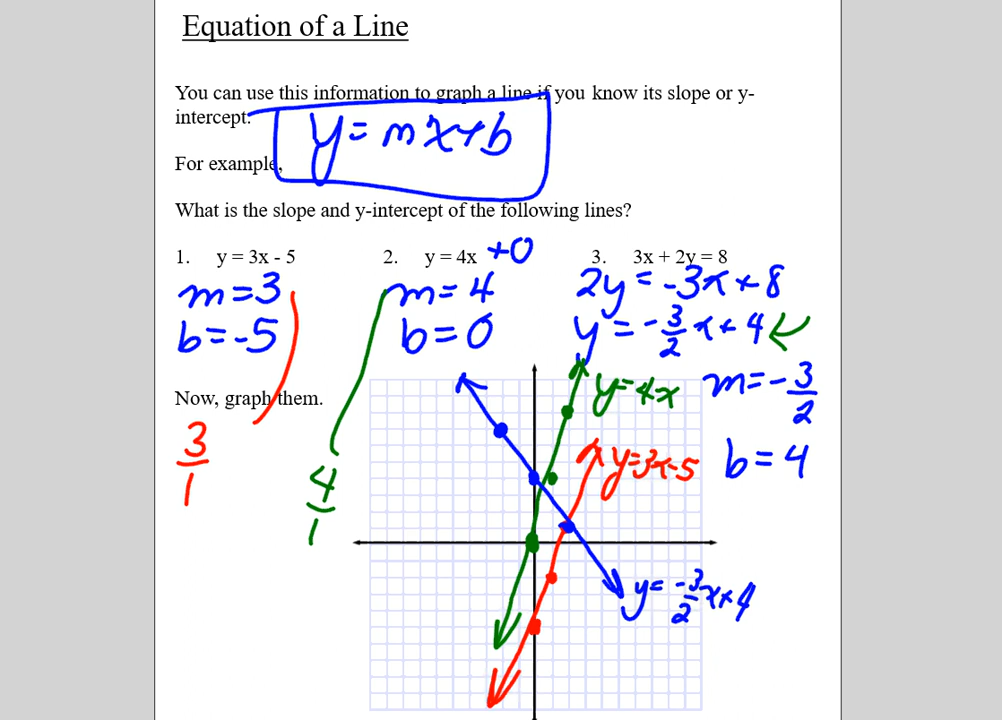 Equation of a Line
You can use this information to graph a line if you know its slope or y-
intercept:
y = mx+b
For example,
What is the slope and y-intercept of the following lines?
1. y = 3x - 5
2. y = 4x +0
3. 3x + 2y = 8
m=3
b=-5
m=4
b=0
2y = -3x + 8
y = -3/2 x + 4
m = -3/2
b = 4
Now, graph them.
3/1
4/1
y=4x
y=3x-5
y= -3/2 x+4